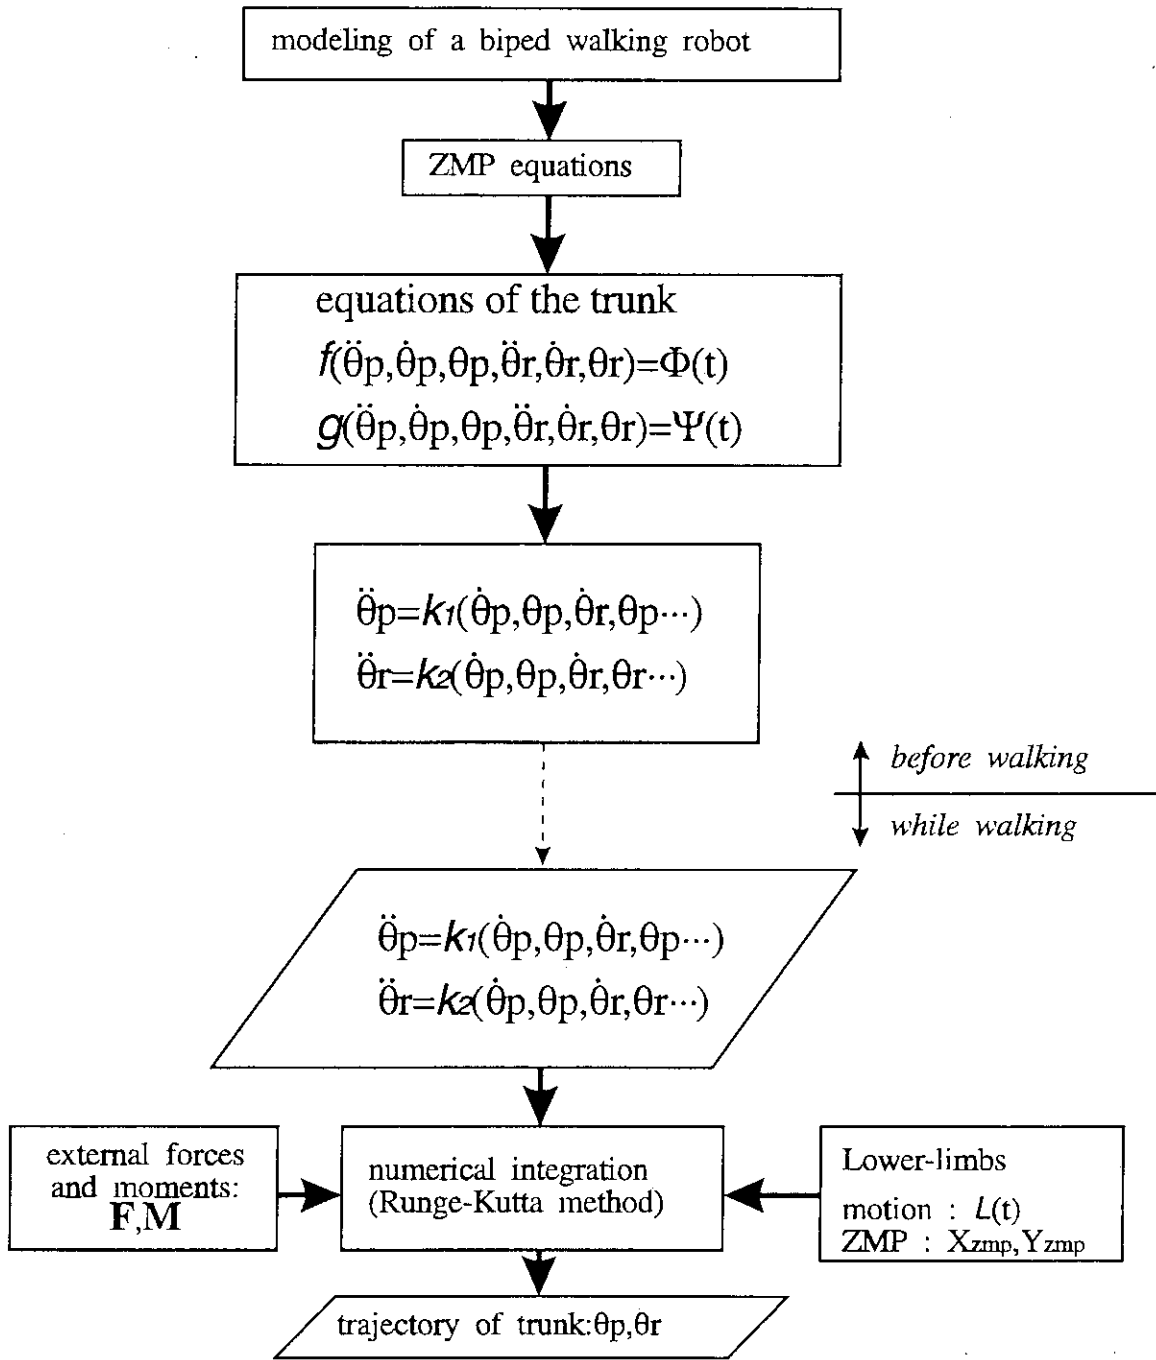 modeling of a biped walking robot
ZMP equations
equations of the trunk
f(θ̈p,θ̇p,θp,θ̈r,θ̇r,θr)=Φ(t)
g(θ̈p,θ̇p,θp,θ̈r,θ̇r,θr)=Ψ(t)
θ̈p=k1(θ̇p,θp,θ̇r,θp⋯)
θ̈r=k2(θ̇p,θp,θ̇r,θr⋯)
before walking
while walking
θ̈p=k1(θ̇p,θp,θ̇r,θp⋯)
θ̈r=k2(θ̇p,θp,θ̇r,θr⋯)
external forces
and moments:
F,M
numerical integration
(Runge-Kutta method)
Lower-limbs
motion : L(t)
ZMP : Xzmp,Yzmp
trajectory of trunk:θp,θr